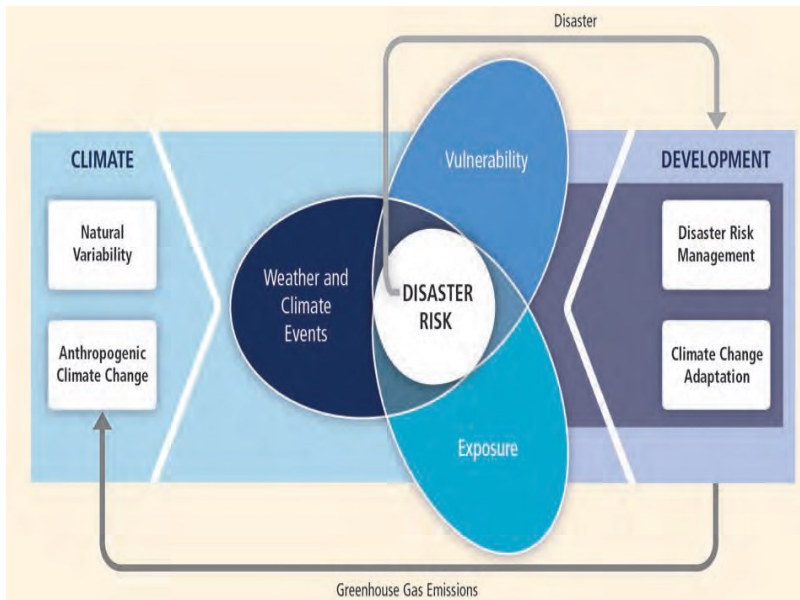 Disaster
CLIMATE
Natural
Variability
Anthropogenic
Climate Change
Vulnerability
Weather and
Climate
Events
DISASTER
RISK
Exposure
DEVELOPMENT
Disaster Risk
Management
Climate Change
Adaptation
Greenhouse Gas Emissions